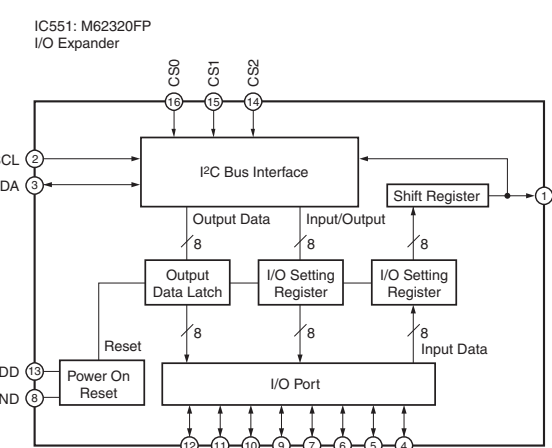 IC551: M62320FP
I/O Expander
CS0
CS1
CS2
16
15
14
CL 2
DA 3
I²C Bus Interface
Shift Register
1
Output Data
Input/Output
8
8
8
Output
Data Latch
I/O Setting
Register
I/O Setting
Register
8
8
8
Reset
Input Data
DD 13
Power On
Reset
ND 8
I/O Port
12
11
10
9
7
6
5
4